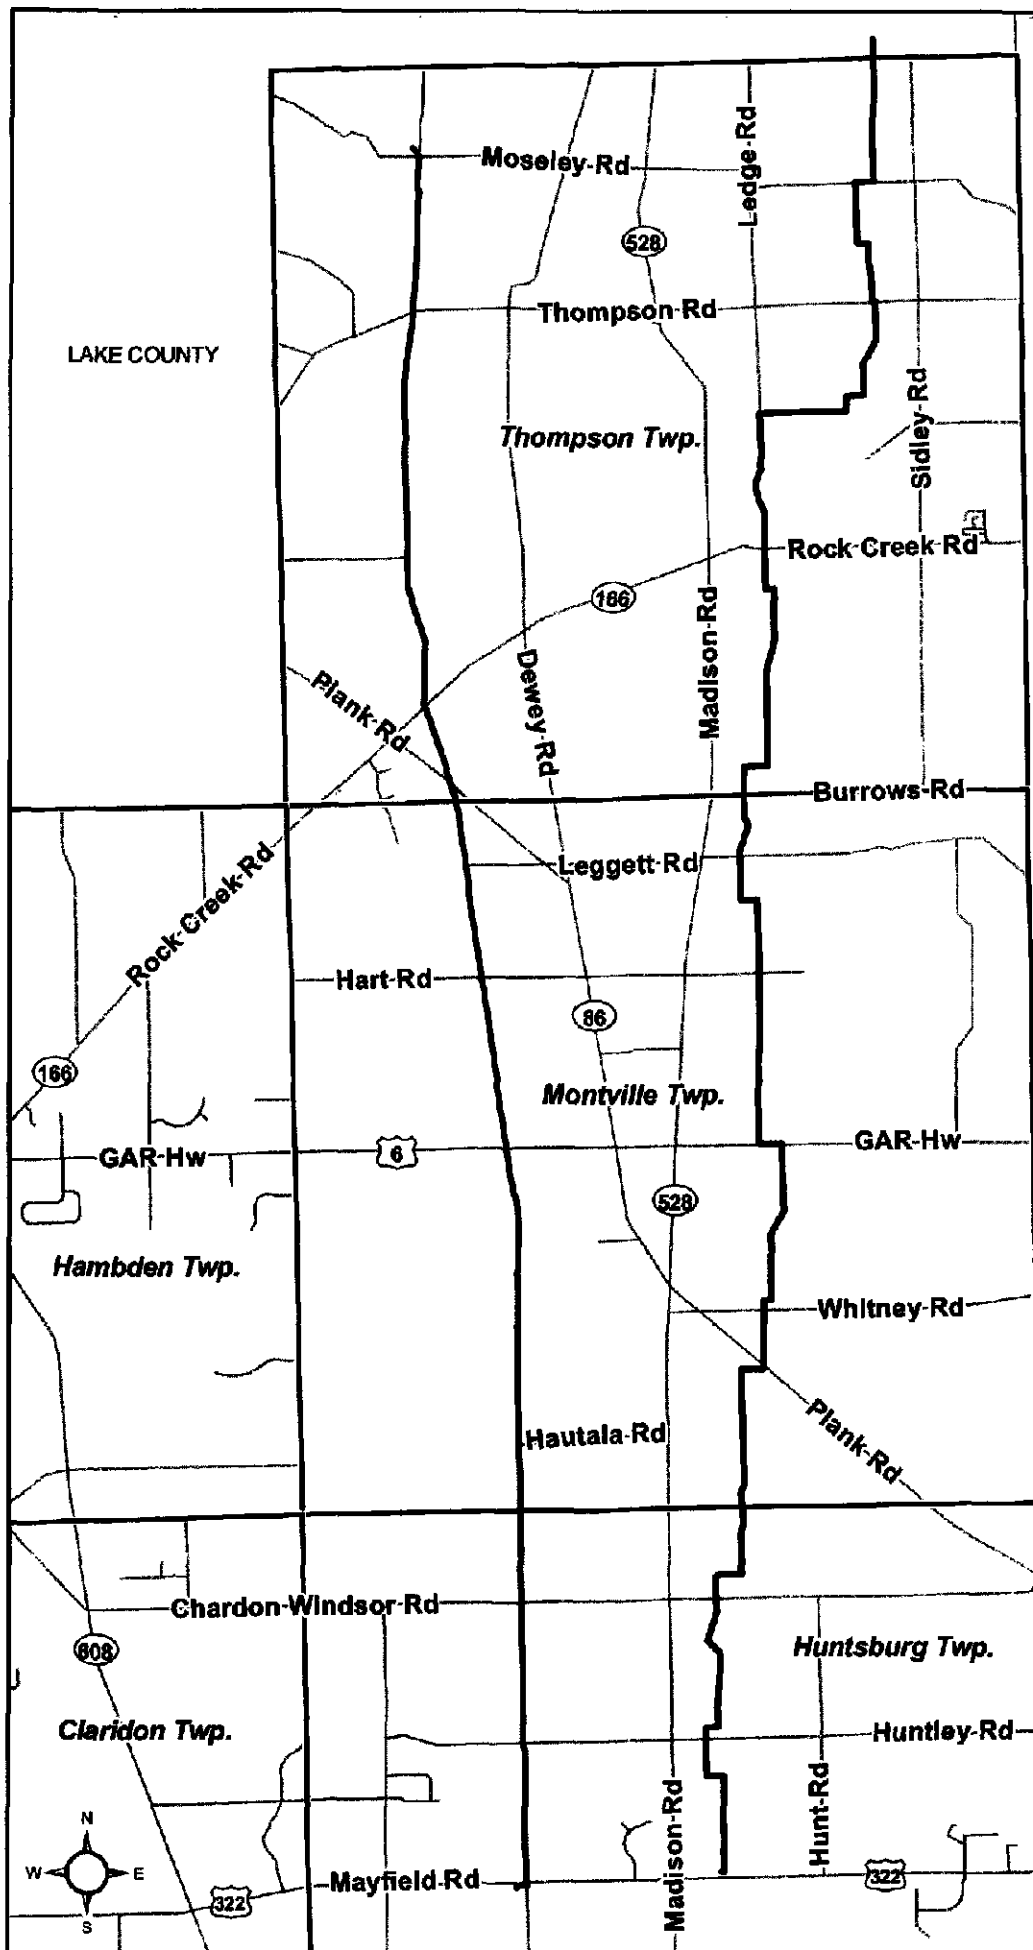 Moseley-Rd
Ledge-Rd
528
Thompson-Rd
LAKE COUNTY
Thompson Twp.
Sidley-Rd
Rock-Creek-Rd
166
Madison-Rd
Dewey-Rd
Plank-Rd
Burrows-Rd
Leggett-Rd
Rock-Creek-Rd
Hart-Rd
86
166
Montville Twp.
GAR-Hw
GAR-Hw
6
528
Hambden Twp.
Whitney-Rd
Plank-Rd
Hautala-Rd
Chardon-Windsor-Rd
608
Huntsburg Twp.
Claridon Twp.
Huntley-Rd
Hunt-Rd
Madison-Rd
N
W
E
S
Mayfield-Rd
322
322